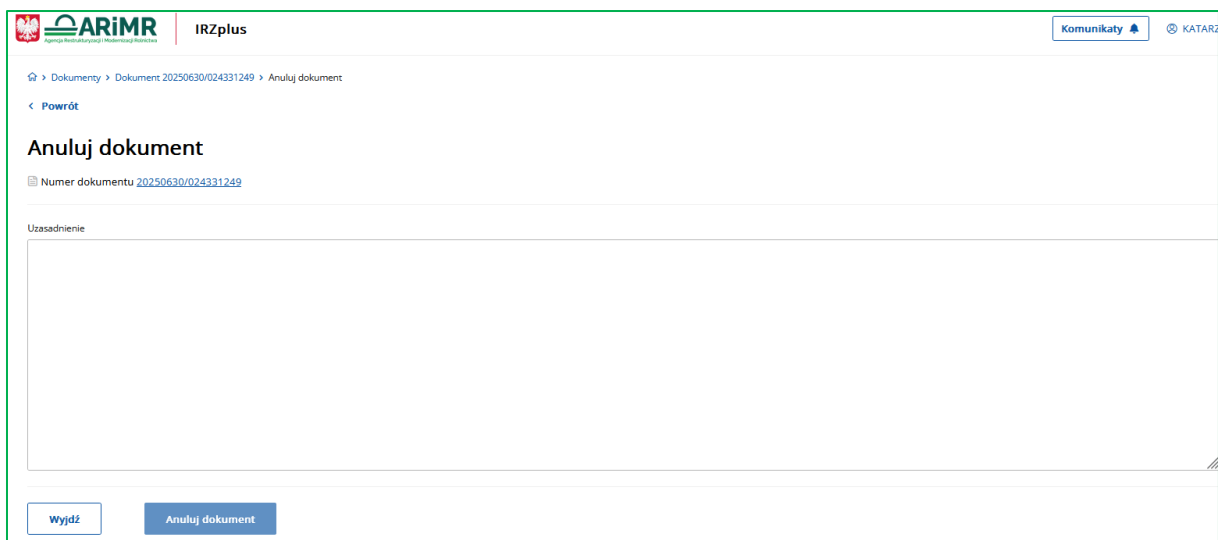 ARiMR
Agencja Restrukturyzacji i Modernizacji Rolnictwa
IRZplus
Komunikaty
KATARZ
Dokumenty > Dokument 20250630/024331249 > Anuluj dokument
< Powrót
Anuluj dokument
Numer dokumentu 20250630/024331249
Uzasadnienie
Wyjdź
Anuluj dokument